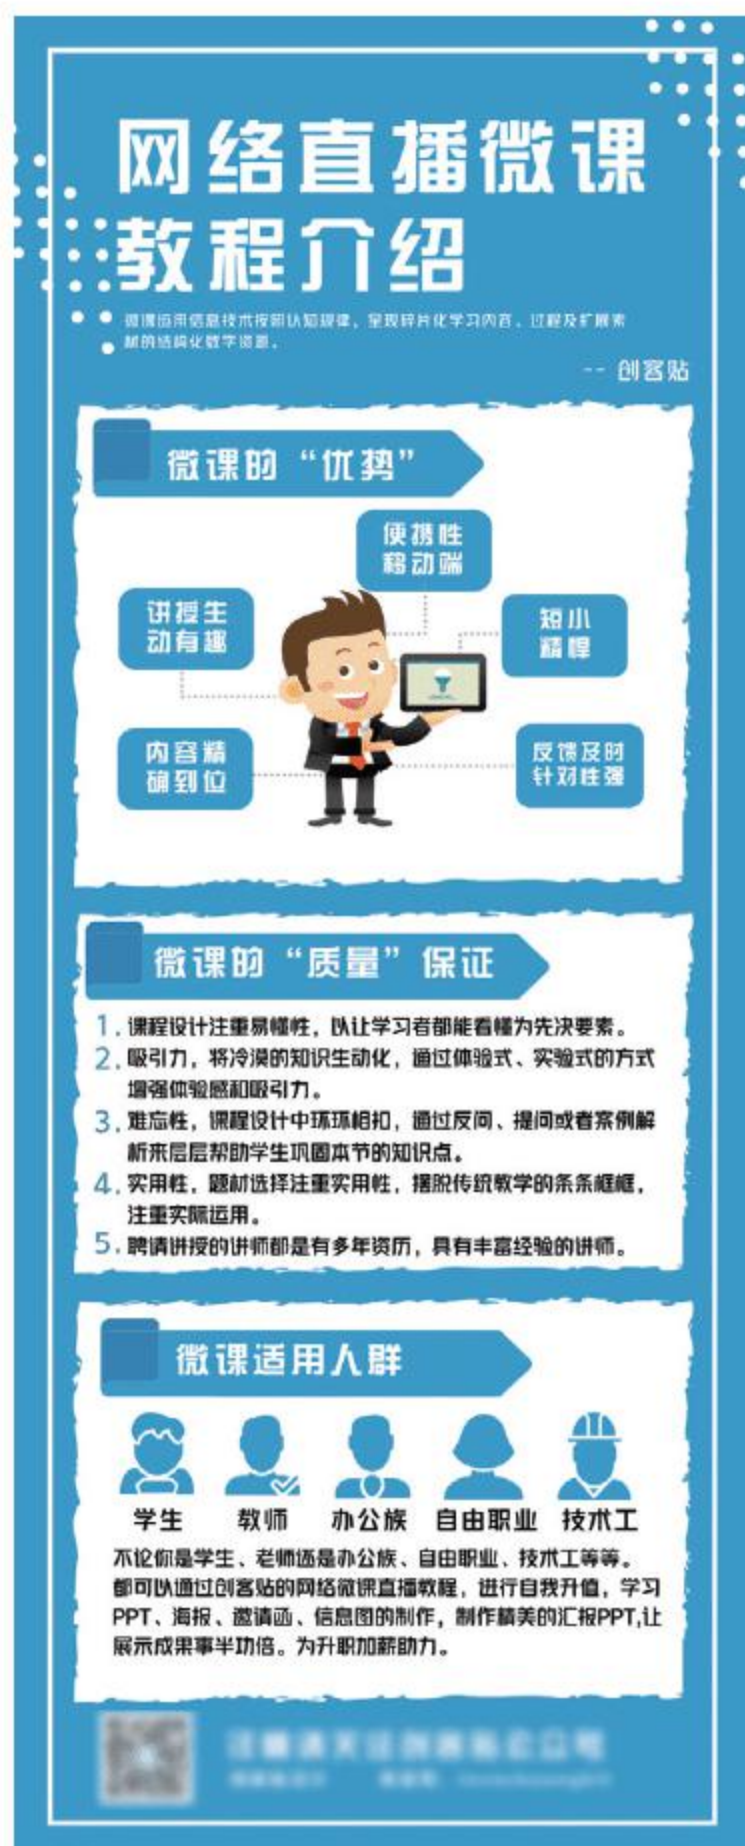 网络直播微课
教程介绍
微课运用信息技术按照认知规律，呈现碎片化学习内容、过程及扩展素
材的结构化数字资源。
-- 创客贴
微课的“优势”
便携性
移动端
讲授生
动有趣
短小
精悍
内容精
确到位
反馈及时
针对性强
微课的“质量”保证
1. 课程设计注重易懂性，以让学习者都能看懂为先决要素。
2. 吸引力，将冷漠的知识生动化，通过体验式、实验式的方式
增强体验感和吸引力。
3. 难忘性，课程设计中环环相扣，通过反问、提问或者案例解
析来层层帮助学生巩固本节的知识点。
4. 实用性，题材选择注重实用性，摆脱传统教学的条条框框，
注重实际运用。
5. 聘请讲授的讲师都是有多年资历，具有丰富经验的讲师。
微课适用人群
学生 教师 办公族 自由职业 技术工
不论你是学生、老师还是办公族、自由职业、技术工等等。
都可以通过创客贴的网络微课直播教程，进行自我升值，学习
PPT、海报、邀请函、信息图的制作，制作精美的汇报PPT,让
展示成果事半功倍。为升职加薪助力。